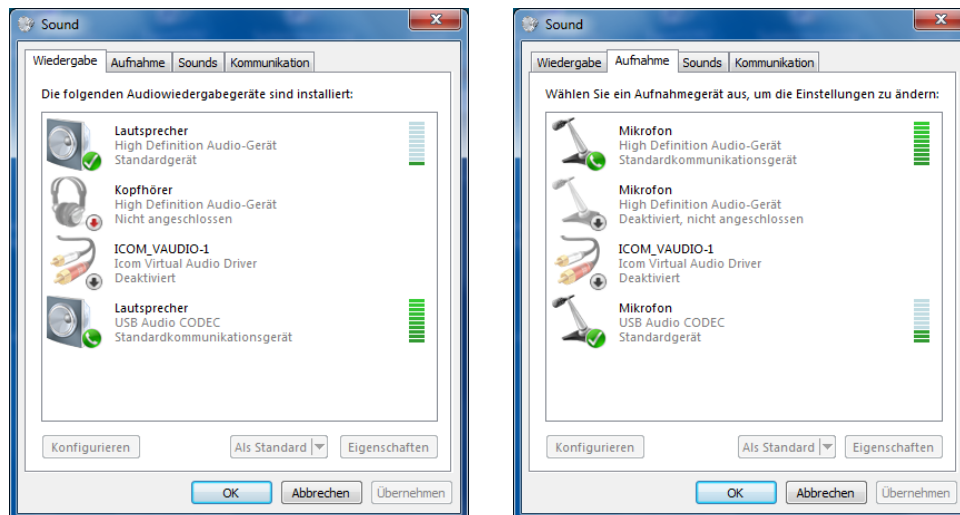 Sound
Wiedergabe Aufnahme Sounds Kommunikation
Die folgenden Audiowiedergabegeräte sind installiert:
Lautsprecher
High Definition Audio-Gerät
Standardgerät
Kopfhörer
High Definition Audio-Gerät
Nicht angeschlossen
ICOM_VAUDIO-1
Icom Virtual Audio Driver
Deaktiviert
Lautsprecher
USB Audio CODEC
Standardkommunikationsgerät
Konfigurieren Als Standard Eigenschaften
OK Abbrechen Übernehmen
Sound
Wiedergabe Aufnahme Sounds Kommunikation
Wählen Sie ein Aufnahmegerät aus, um die Einstellungen zu ändern:
Mikrofon
High Definition Audio-Gerät
Standardkommunikationsgerät
Mikrofon
High Definition Audio-Gerät
Deaktiviert, nicht angeschlossen
ICOM_VAUDIO-1
Icom Virtual Audio Driver
Deaktiviert
Mikrofon
USB Audio CODEC
Standardgerät
Konfigurieren Als Standard Eigenschaften
OK Abbrechen Übernehmen